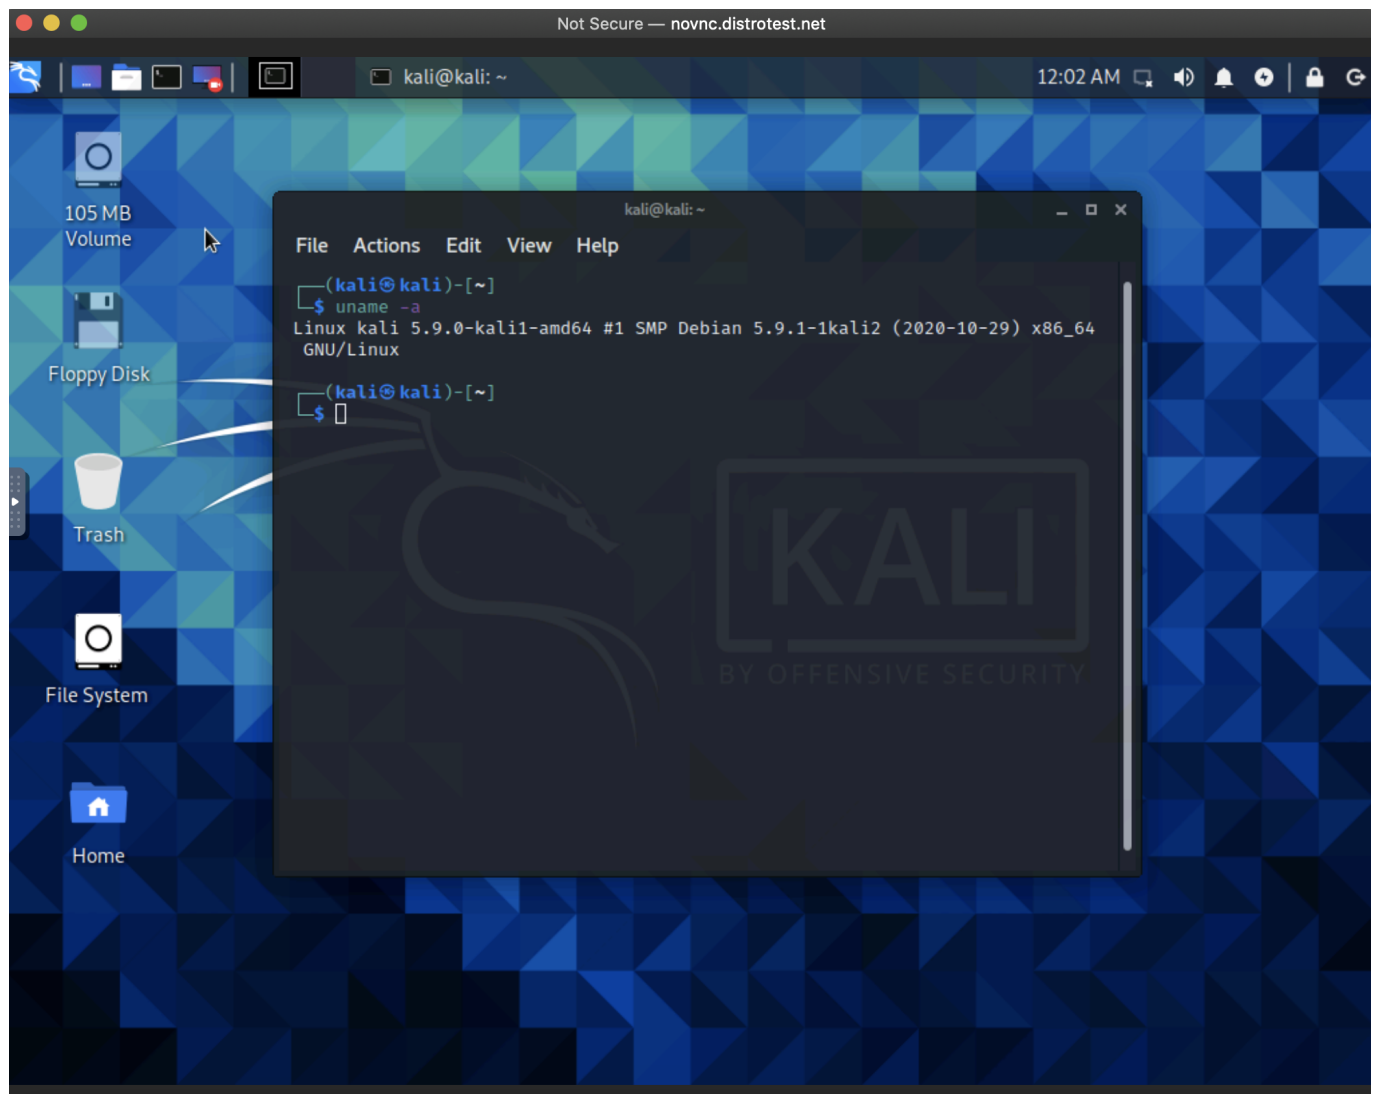 Not Secure — novnc.distrotest.net
kali@kali: ~
12:02 AM
105 MB
Volume
Floppy Disk
Trash
File System
Home
kali@kali: ~
File Actions Edit View Help
(kali㉿kali)-[~]
$ uname -a
Linux kali 5.9.0-kali1-amd64 #1 SMP Debian 5.9.1-1kali2 (2020-10-29) x86_64
GNU/Linux
(kali㉿kali)-[~]
$
KALI
BY OFFENSIVE SECURITY